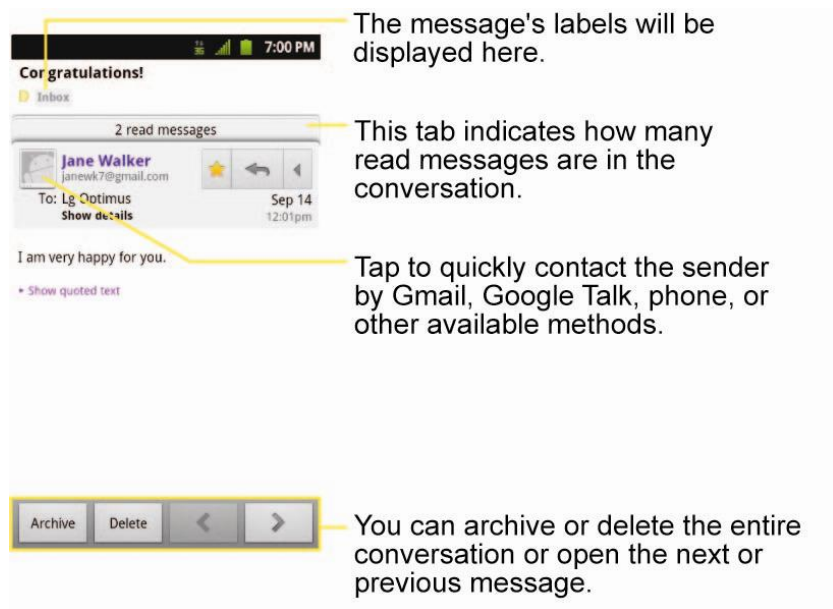 The message's labels will be
displayed here.
3G 7:00 PM
Congratulations!
D Inbox
2 read messages
This tab indicates how many
read messages are in the
conversation.
Jane Walker
janewk7@gmail.com
To: Lg Optimus
Sep 14
Show details
12:01pm
I am very happy for you.
Show quoted text
Tap to quickly contact the sender
by Gmail, Google Talk, phone, or
other available methods.
Archive Delete
You can archive or delete the entire
conversation or open the next or
previous message.